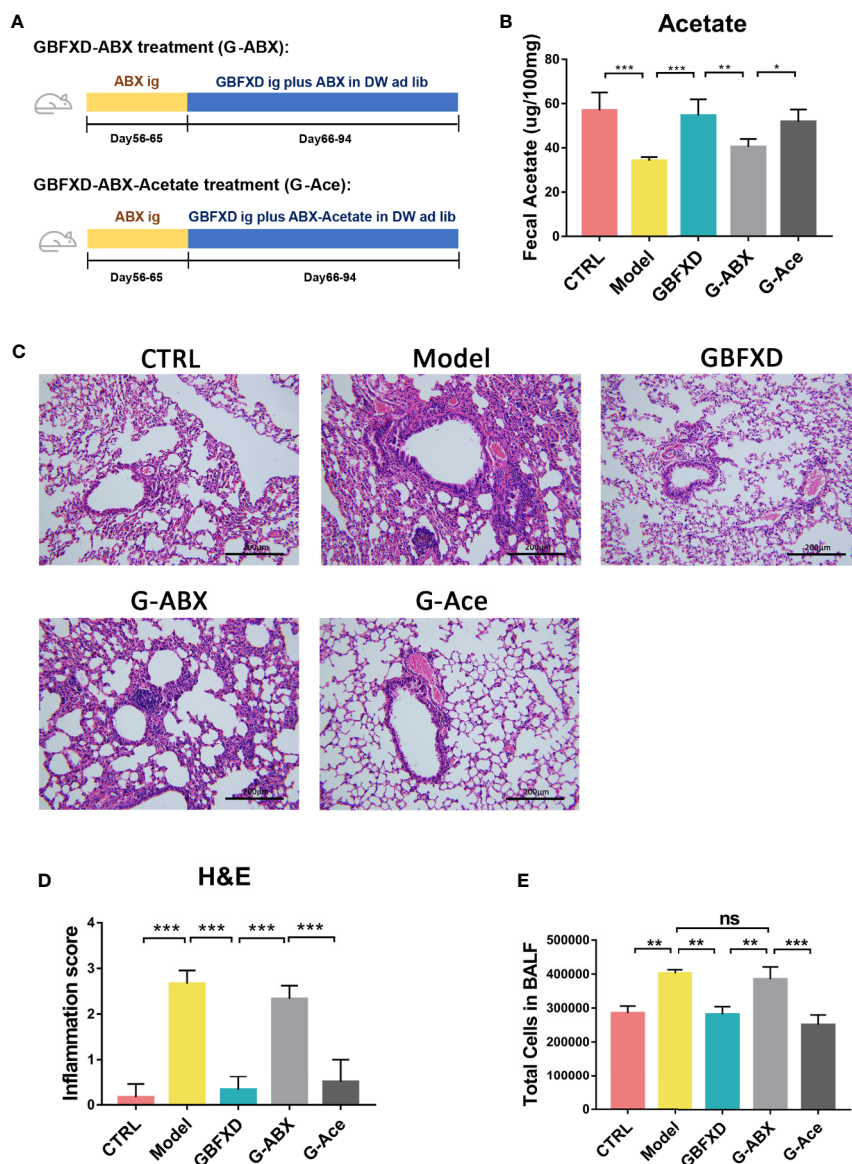 A
GBFXD-ABX treatment (G-ABX):
ABX ig
GBFXD ig plus ABX in DW ad lib
Day56-65
Day66-94
GBFXD-ABX-Acetate treatment (G-Ace):
ABX ig
GBFXD ig plus ABX-Acetate in DW ad lib
Day56-65
Day66-94
B
Acetate
Fecal Acetate (ug/100mg)
80
60
40
20
0
*** *** ** *
CTRL
Model
GBFXD
G-ABX
G-Ace
C
CTRL
Model
GBFXD
200μm
200μm
200μm
G-ABX
G-Ace
200μm
200μm
D
H&E
Inflammation score
4
3
2
1
0
*** *** *** ***
CTRL
Model
GBFXD
G-ABX
G-Ace
E
Total Cells in BALF
500000
400000
300000
200000
100000
0
ns
** ** ** ***
CTRL
Model
GBFXD
G-ABX
G-Ace